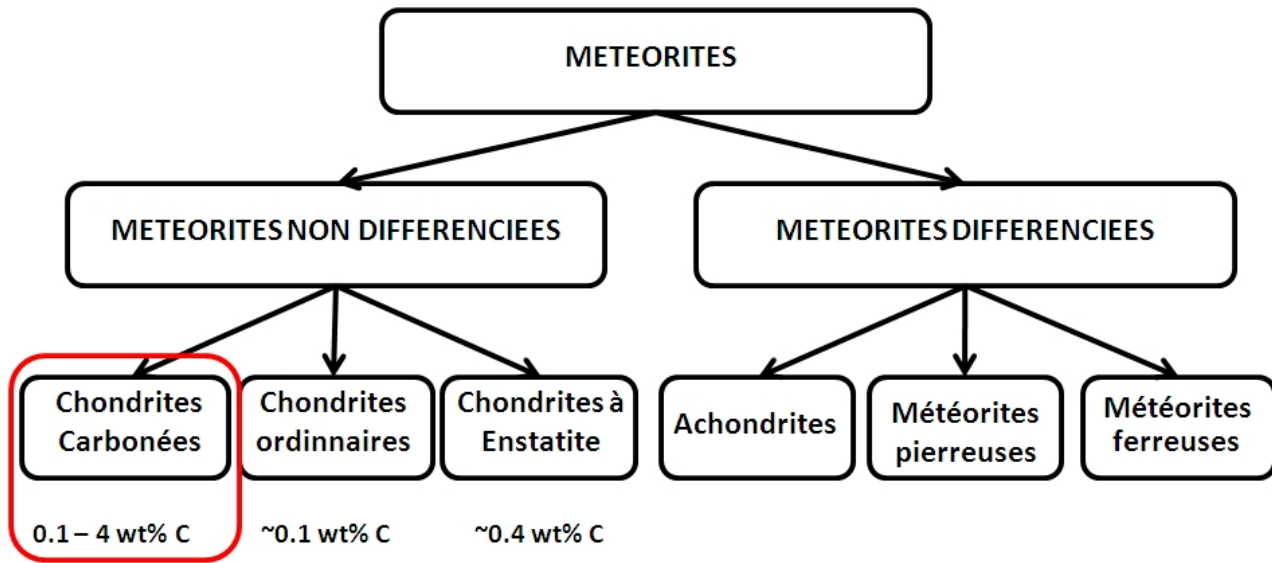 METEORITES
METEORITES NON DIFFERENCIEES
METEORITES DIFFERENCIEES
Chondrites
Carbonées
Chondrites
ordinnaires
Chondrites à
Enstatite
Achondrites
Météorites
pierreuses
Météorites
ferreuses
0.1 – 4 wt% C
~0.1 wt% C
~0.4 wt% C